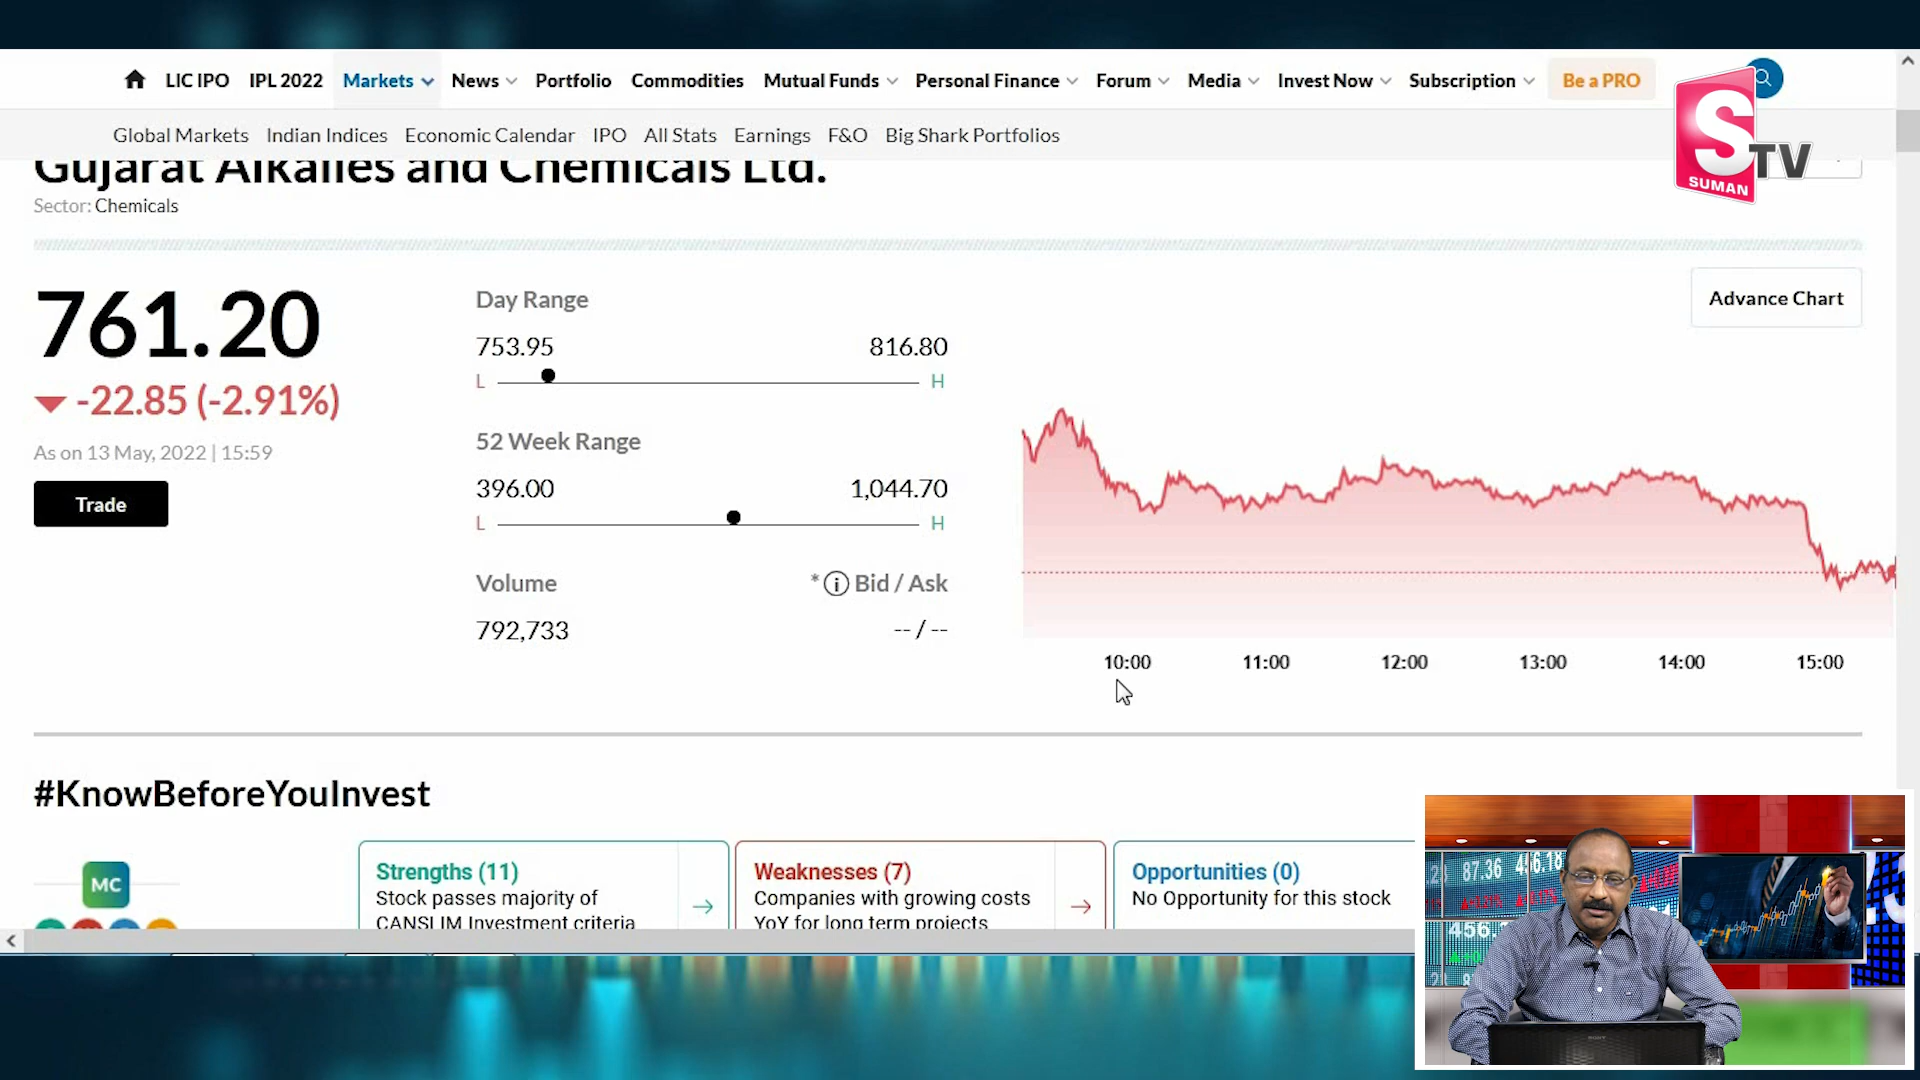 LIC IPO IPL 2022 Markets News Portfolio Commodities Mutual Funds Personal Finance Forum Media Invest Now Subscription Be a PRO
Global Markets Indian Indices Economic Calendar IPO All Stats Earnings F&O Big Shark Portfolios
S TV
SUMAN
Gujarat Alkalies and Chemicals Ltd.
Sector: Chemicals
Advance Chart
761.20
-22.85 (-2.91%)
As on 13 May, 2022 | 15:59
Trade
Day Range
753.95 816.80
L H
52 Week Range
396.00 1,044.70
L H
Volume * i Bid / Ask
792,733 -- / --
10:00 11:00 12:00 13:00 14:00 15:00
#KnowBeforeYouInvest
MC
Strengths (11)
Stock passes majority of
CANSLIM Investment criteria
Weaknesses (7)
Companies with growing costs
YoY for long term projects
Opportunities (0)
No Opportunity for this stock
87.36 456.18
456.
SONY